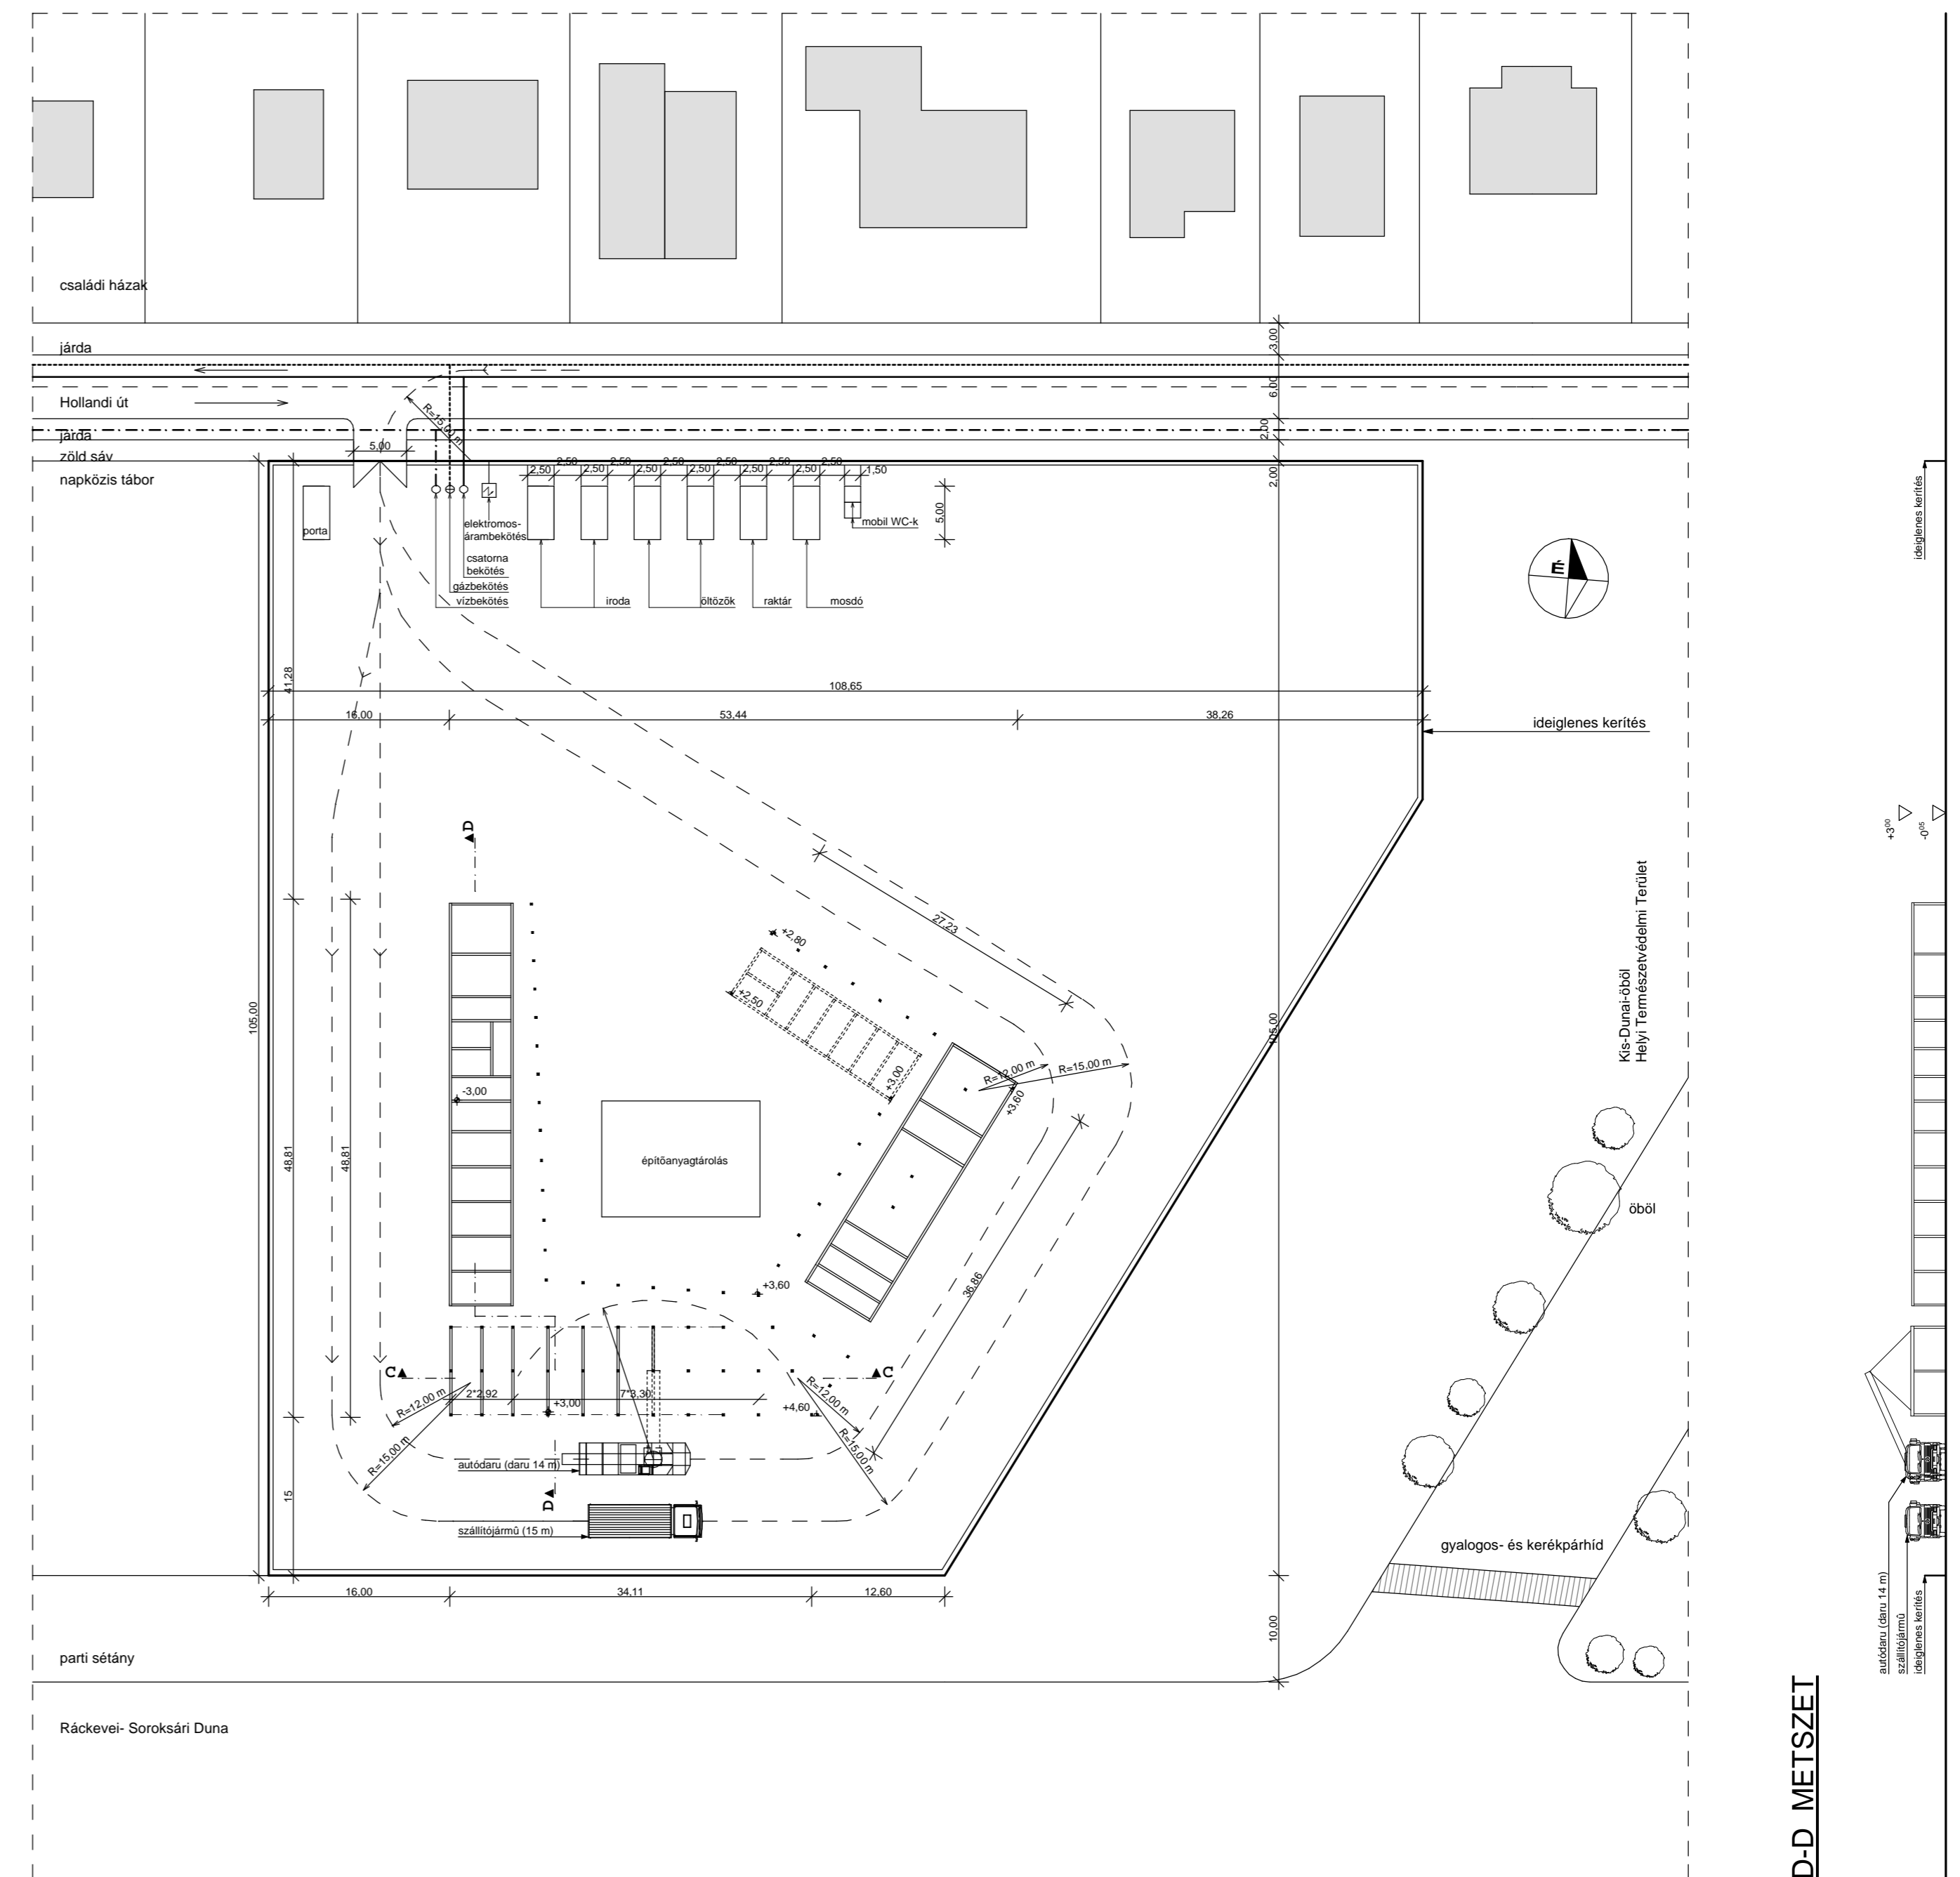 családi házak
járda
3,00
Hollandi út
6,00
R=15,00 m
járda
2,00
5,00
zöld sáv
napközis tábor
2,50 2,50 2,50 2,50 2,50 2,50
2,50 2,50 2,50 2,50 2,50 2,50
1,50
2,00
porta
elektromos-
árambekötés
csatorna
bekötés
gázbekötés
vízbekötés
mobil WC-k
5,00
iroda
öltözők
raktár
mosdó
É
ideiglenes kerítés
41,28
108,65
16,00
53,44
38,26
ideiglenes kerítés
D
+3⁰⁰
-0⁰⁵
Kis-Dunai-öböl
Helyi Természetvédelmi Terület
27,23
+2,80
+2,50
+3,00
105,00
105,00
R=12,00 m
R=15,00 m
+3,60
-3,00
48,81
48,81
építőanyagtárolás
öböl
36,86
+3,60
C
C
2*2,92
7*3,30
R=12,00 m
R=15,00 m
+3,00
+4,60
R=12,00 m
R=15,00 m
autódaru (daru 14 m)
D
15
szállítójármű (15 m)
gyalogos- és kerékpárhíd
16,00
34,11
12,60
10,00
parti sétány
Ráckevei- Soroksári Duna
autódaru (daru 14 m)
szállítójármű
ideiglenes kerítés
D-D METSZET